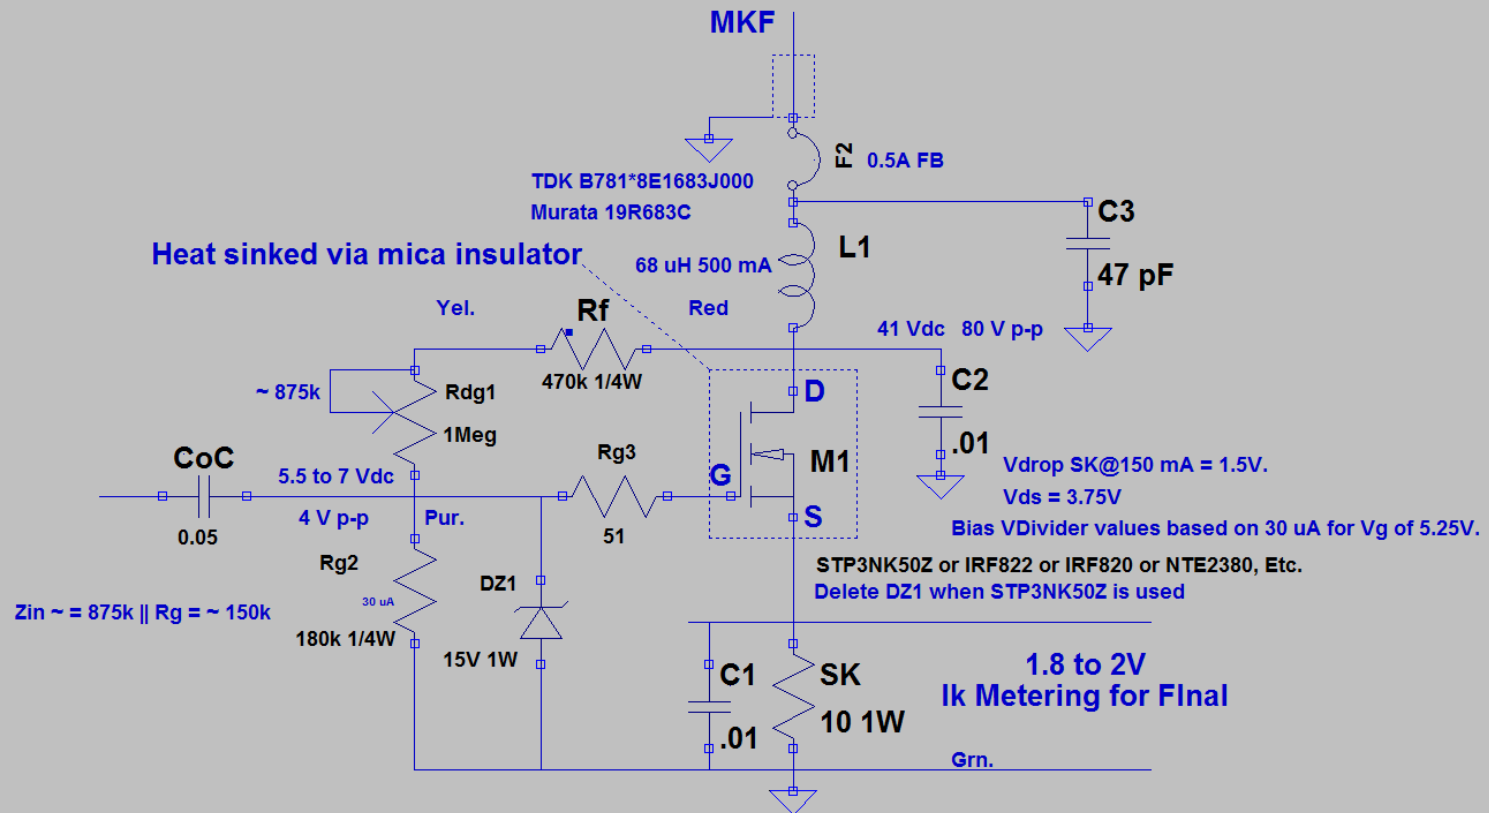 MKF
F2
0.5A FB
TDK B781*8E1683J000
Murata 19R683C
C3
Heat sinked via mica insulator
L1
68 uH 500 mA
47 pF
Yel.
Rf
Red
41 Vdc 80 V p-p
470k 1/4W
~ 875k
Rdg1
D
C2
1Meg
.01
CoC
Rg3
M1
5.5 to 7 Vdc
G
Vdrop SK@150 mA = 1.5V.
Vds = 3.75V
4 V p-p
Pur.
S
Bias VDivider values based on 30 uA for Vg of 5.25V.
0.05
51
Rg2
DZ1
STP3NK50Z or IRF822 or IRF820 or NTE2380, Etc.
Delete DZ1 when STP3NK50Z is used
30 uA
Zin ~ = 875k || Rg = ~ 150k
180k 1/4W
15V 1W
C1
SK
1.8 to 2V
Ik Metering for FInal
10 1W
.01
Grn.